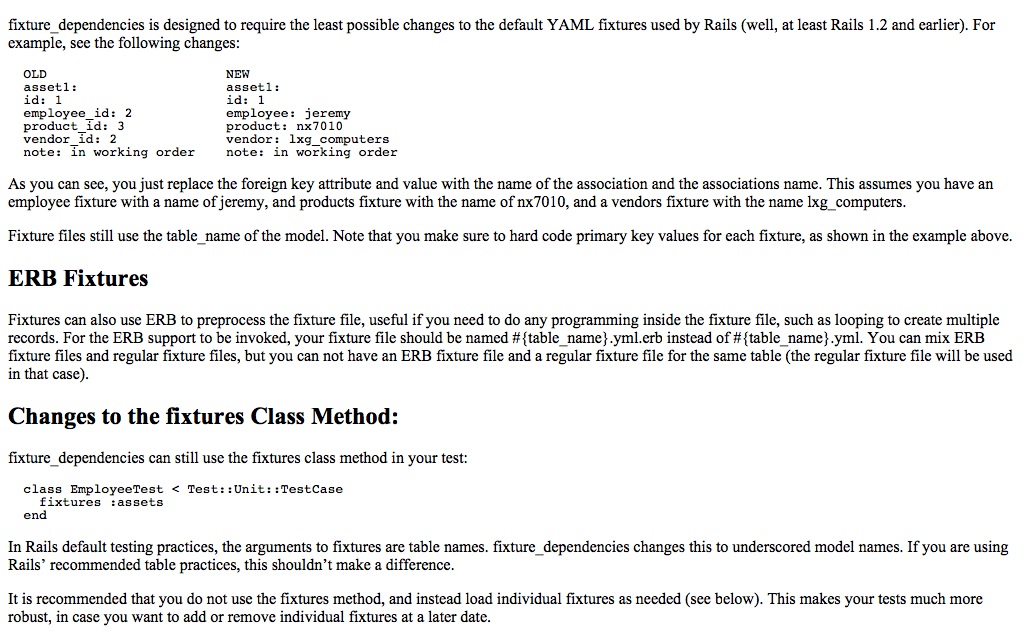 fixture_dependencies is designed to require the least possible changes to the default YAML fixtures used by Rails (well, at least Rails 1.2 and earlier). For
example, see the following changes:
OLD NEW
asset1: asset1:
id: 1 id: 1
employee_id: 2 employee: jeremy
product_id: 3 product: nx7010
vendor_id: 2 vendor: lxg_computers
note: in working order note: in working order
As you can see, you just replace the foreign key attribute and value with the name of the association and the associations name. This assumes you have an
employee fixture with a name of jeremy, and products fixture with the name of nx7010, and a vendors fixture with the name lxg_computers.
Fixture files still use the table_name of the model. Note that you make sure to hard code primary key values for each fixture, as shown in the example above.
ERB Fixtures
Fixtures can also use ERB to preprocess the fixture file, useful if you need to do any programming inside the fixture file, such as looping to create multiple
records. For the ERB support to be invoked, your fixture file should be named #{table_name}.yml.erb instead of #{table_name}.yml. You can mix ERB
fixture files and regular fixture files, but you can not have an ERB fixture file and a regular fixture file for the same table (the regular fixture file will be used
in that case).
Changes to the fixtures Class Method:
fixture_dependencies can still use the fixtures class method in your test:
class EmployeeTest < Test::Unit::TestCase
fixtures :assets
end
In Rails default testing practices, the arguments to fixtures are table names. fixture_dependencies changes this to underscored model names. If you are using
Rails’ recommended table practices, this shouldn’t make a difference.
It is recommended that you do not use the fixtures method, and instead load individual fixtures as needed (see below). This makes your tests much more
robust, in case you want to add or remove individual fixtures at a later date.